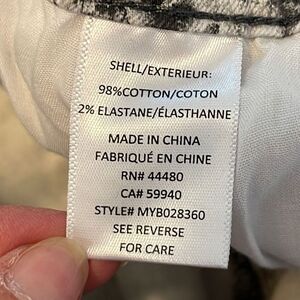 SHELL/EXTERIEUR:
98%COTTON/COTON
2% ELASTANE/ÉLASTHANNE
MADE IN CHINA
FABRIQUÉ EN CHINE
RN# 44480
CA# 59940
STYLE# MYB028360
SEE REVERSE
FOR CARE